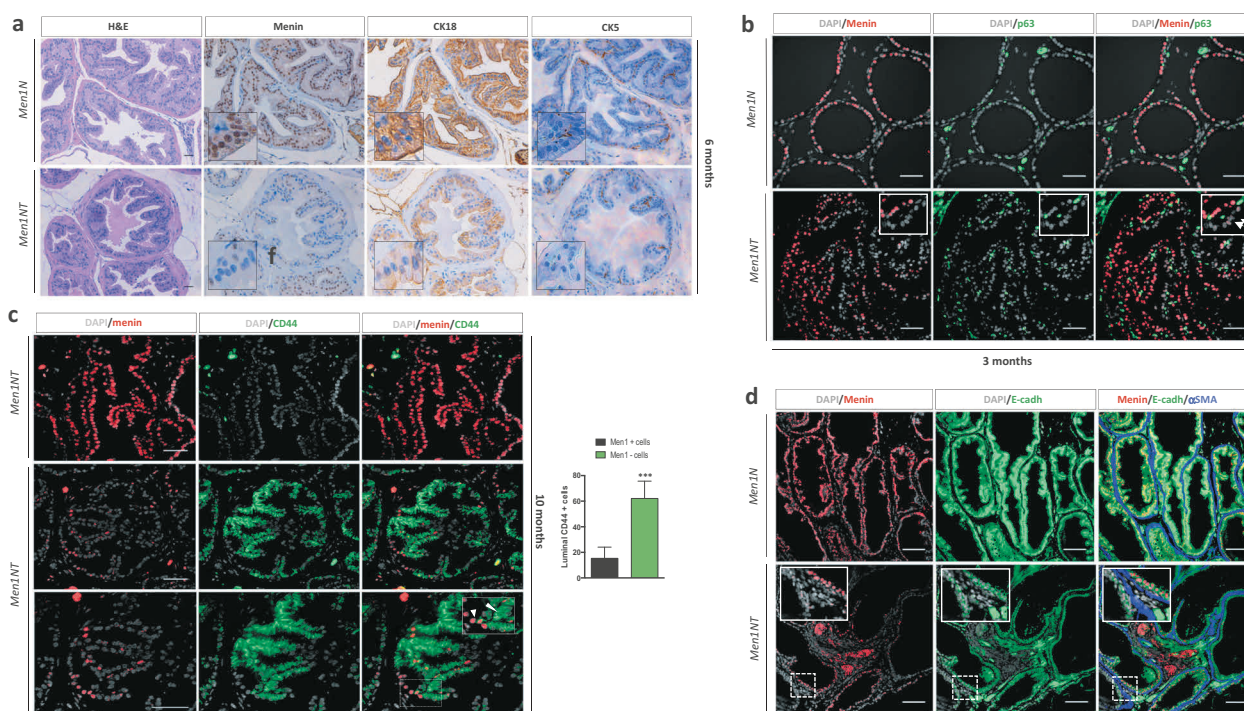 a
H&E
Menin
CK18
CK5
Men1N
Men1NT
f
6 months
b
DAPI/Menin
DAPI/p63
DAPI/Menin/p63
Men1N
Men1NT
3 months
c
DAPI/menin
DAPI/CD44
DAPI/menin/CD44
Men1NT
Men1NT
10 months
Men1 + cells
Men1 - cells
Luminal CD44 + cells
80
60
40
20
0
***
d
DAPI/Menin
DAPI/E-cadh
Menin/E-cadh/αSMA
Men1N
Men1NT